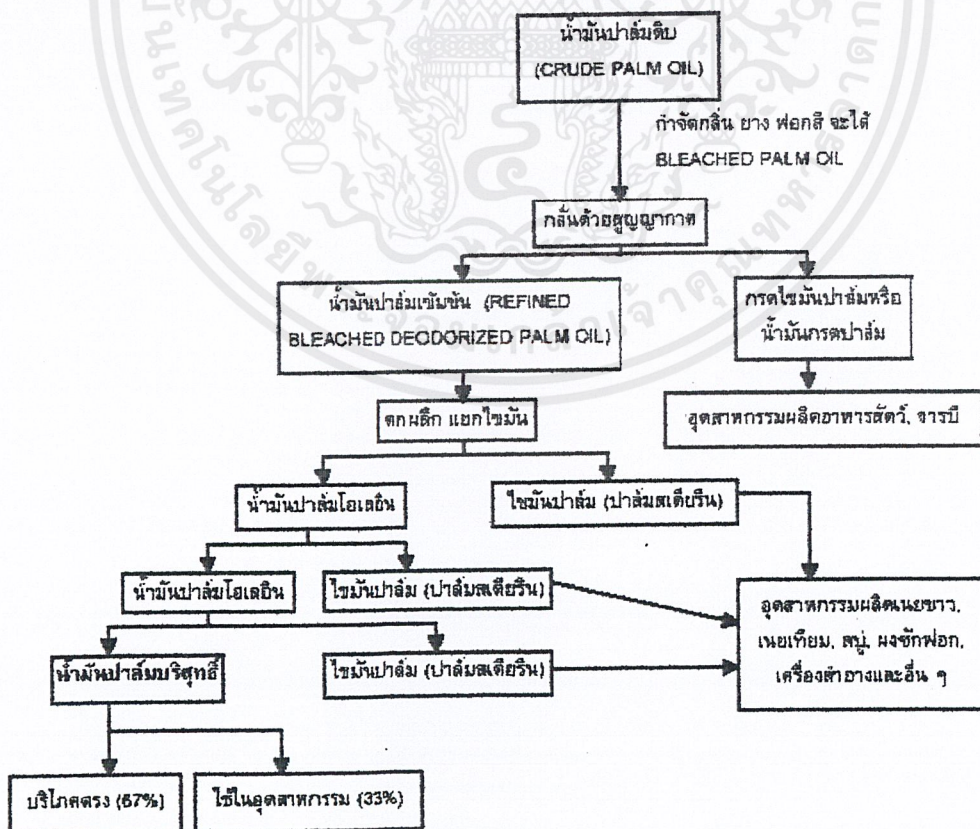 น้ำมันปาล์มดิบ
(CRUDE PALM OIL)
กำจัดกลิ่น ยาง ฟอกสี จะได้
BLEACHED PALM OIL
กลั่นด้วยสูญญากาศ
น้ำมันปาล์มเข้มข้น (REFINED
BLEACHED DEODORIZED PALM OIL)
กรดไขมันปาล์มหรือ
น้ำมันกรดปาล์ม
ตกผลึก แยกไขมัน
อุตสาหกรรมผลิตอาหารสัตว์, จารบี
น้ำมันปาล์มโอเลอิน
ไขมันปาล์ม (ปาล์มสเตียรีน)
น้ำมันปาล์มโอเลอิน
ไขมันปาล์ม (ปาล์มสเตียรีน)
อุตสาหกรรมผลิตเนยขาว,
เนยเทียม, สบู่, ผงซักฟอก,
เครื่องสำอางและอื่น ๆ
น้ำมันปาล์มบริสุทธิ์
ไขมันปาล์ม (ปาล์มสเตียรีน)
บริโภคตรง (67%)
ใช้ในอุตสาหกรรม (33%)